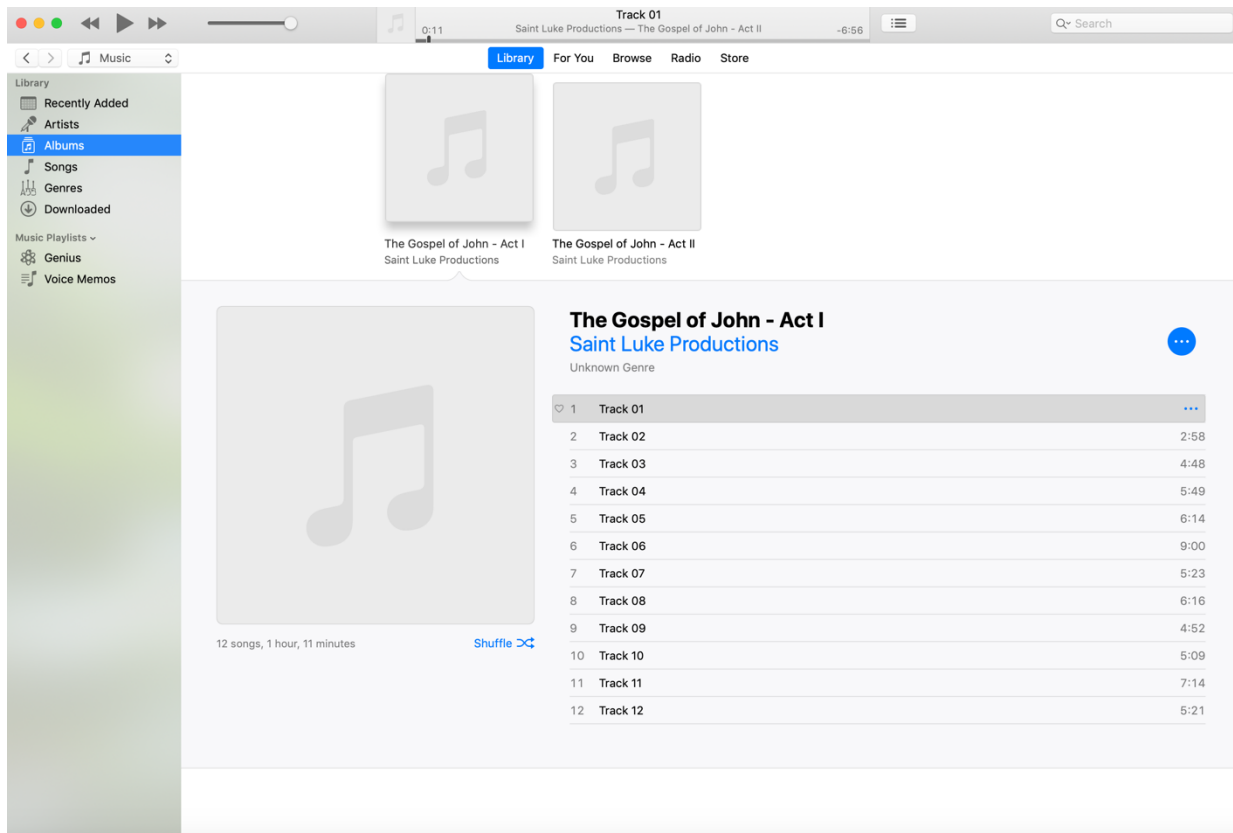 Track 01
0:11
Saint Luke Productions — The Gospel of John - Act II
-6:56
Search
Music
Library
For You
Browse
Radio
Store
Library
Recently Added
Artists
Albums
Songs
Genres
Downloaded
Music Playlists
Genius
Voice Memos
The Gospel of John - Act I
Saint Luke Productions
The Gospel of John - Act II
Saint Luke Productions
The Gospel of John - Act I
Saint Luke Productions
Unknown Genre
1 Track 01
2 Track 02 2:58
3 Track 03 4:48
4 Track 04 5:49
5 Track 05 6:14
6 Track 06 9:00
7 Track 07 5:23
8 Track 08 6:16
9 Track 09 4:52
10 Track 10 5:09
11 Track 11 7:14
12 Track 12 5:21
12 songs, 1 hour, 11 minutes
Shuffle